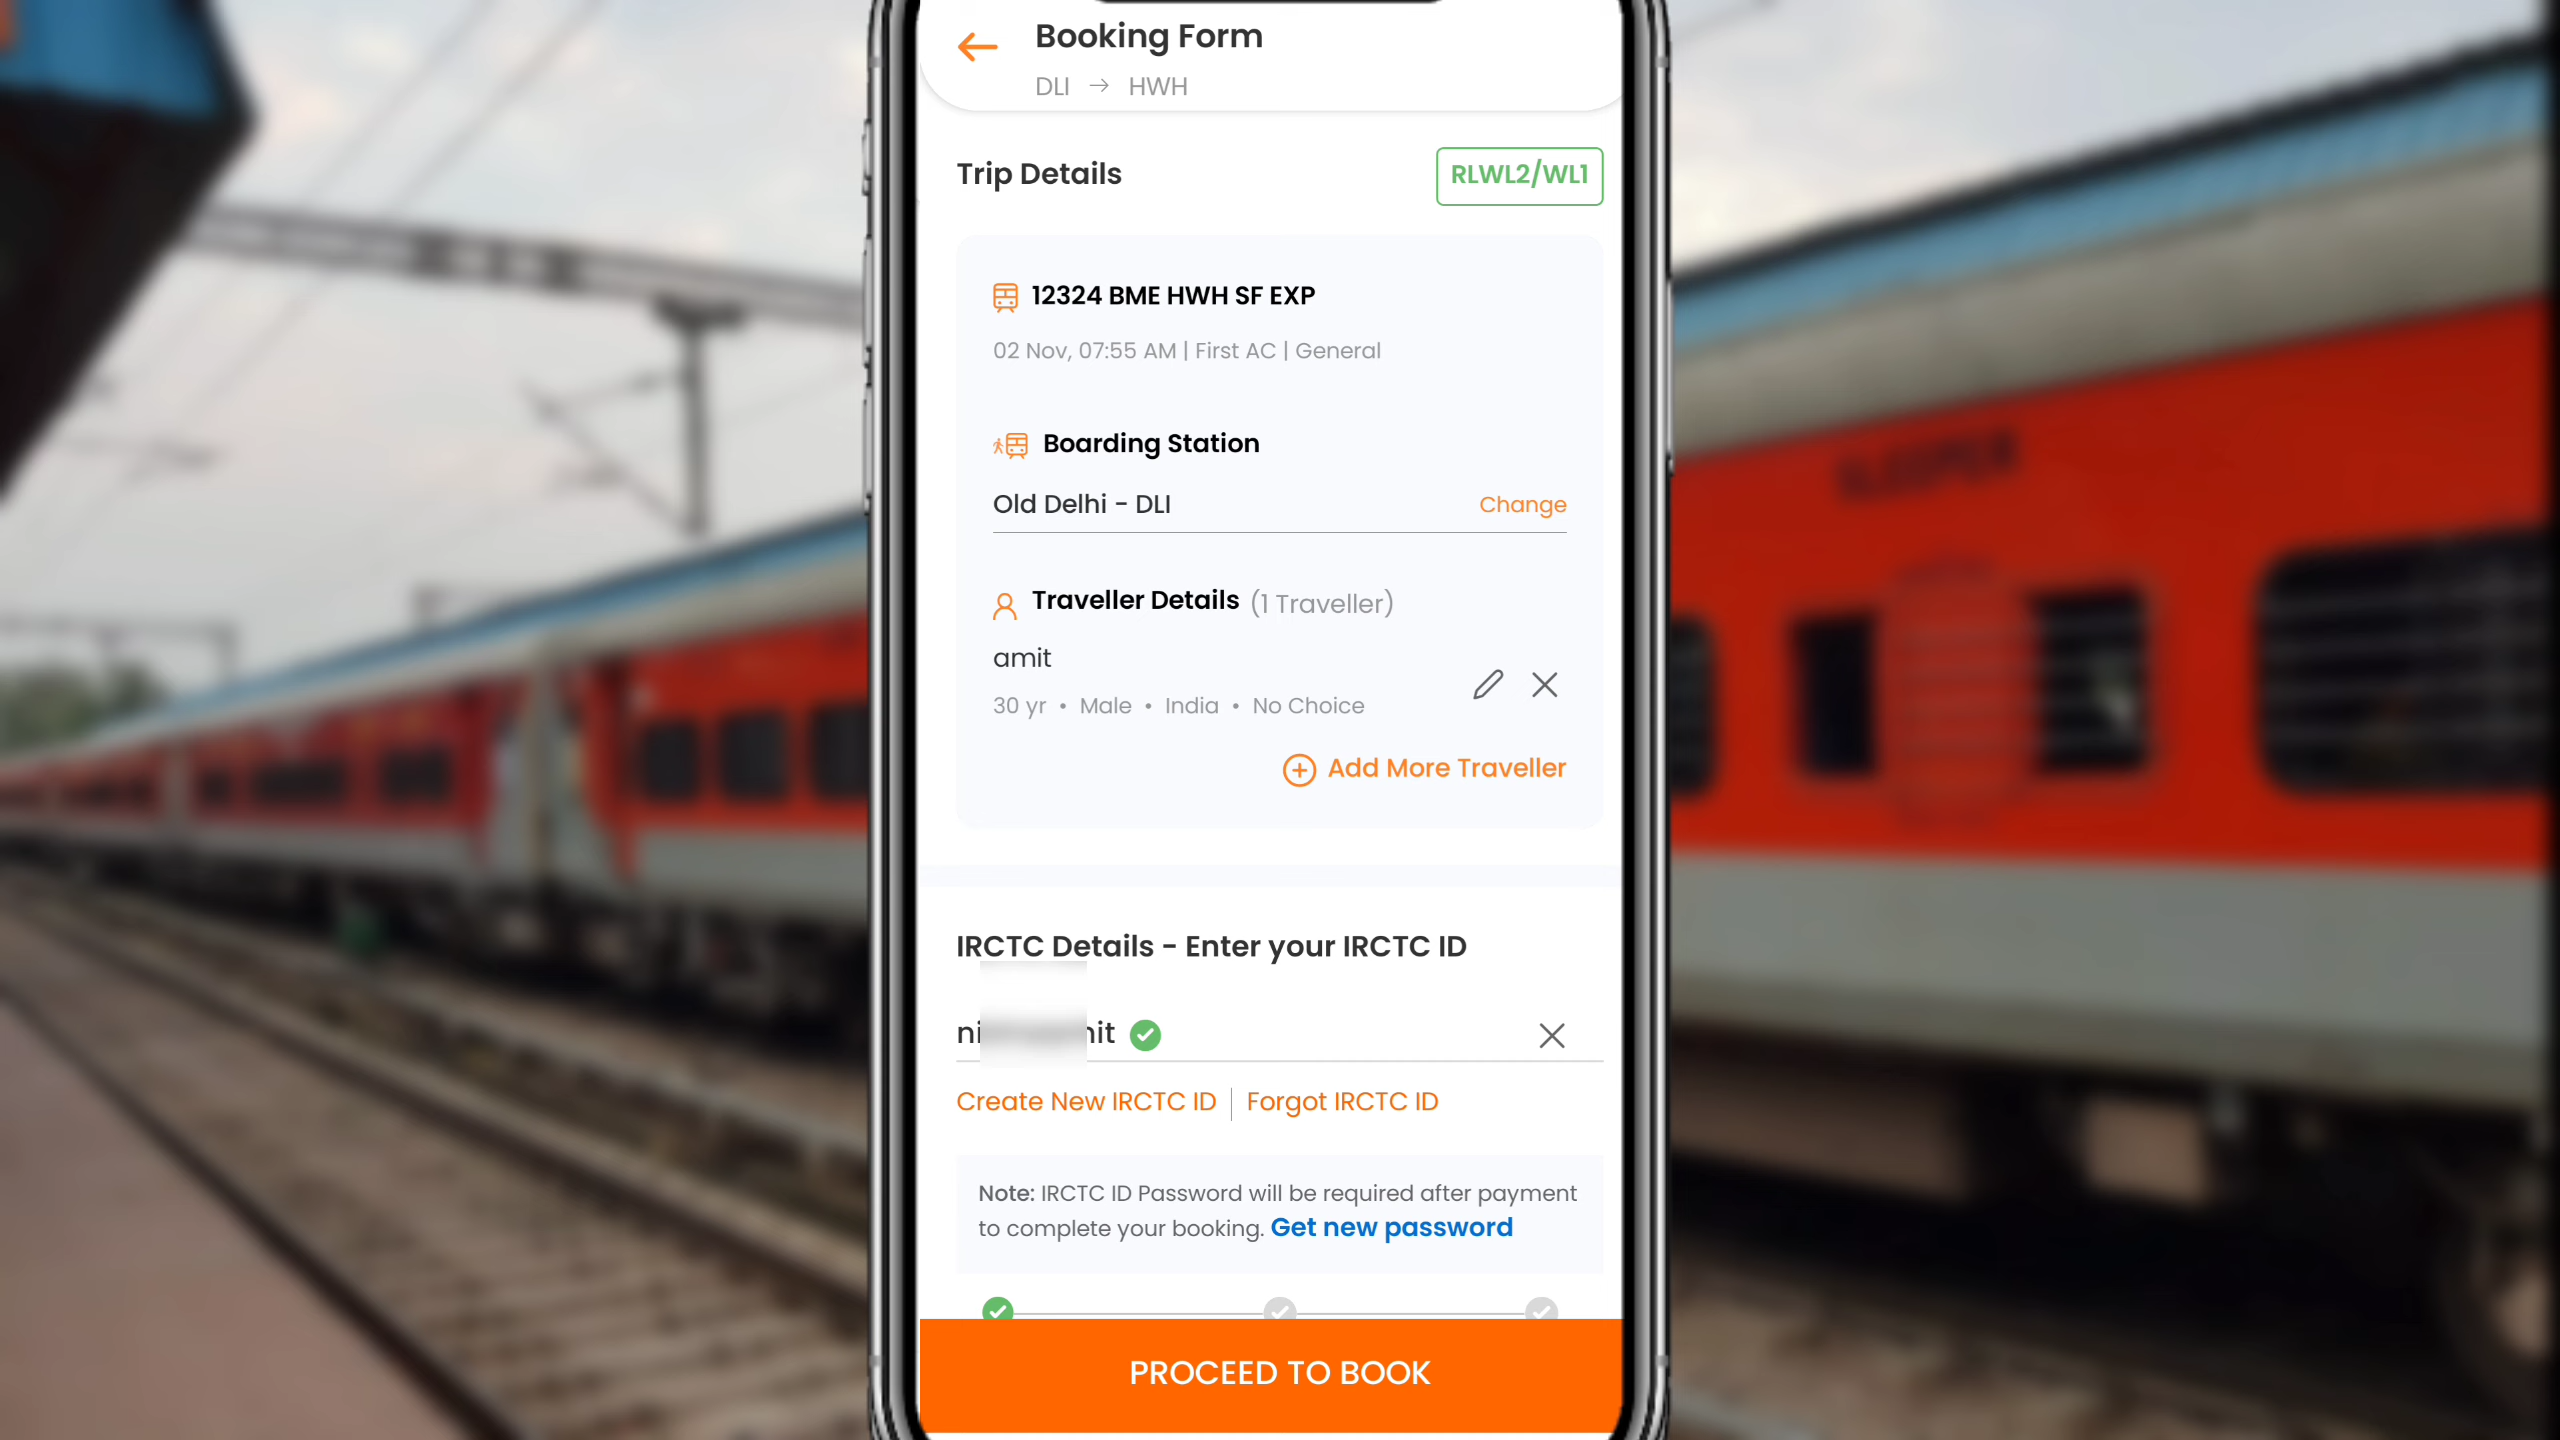 Booking Form
DLI → HWH
Trip Details
RLWL2/WL1
12324 BME HWH SF EXP
02 Nov, 07:55 AM | First AC | General
Boarding Station
Old Delhi - DLI
Change
Traveller Details (1 Traveller)
amit
30 yr • Male • India • No Choice
Add More Traveller
SLEEPER
IRCTC Details - Enter your IRCTC ID
Create New IRCTC ID | Forgot IRCTC ID
Note: IRCTC ID Password will be required after payment
to complete your booking. Get new password
PROCEED TO BOOK